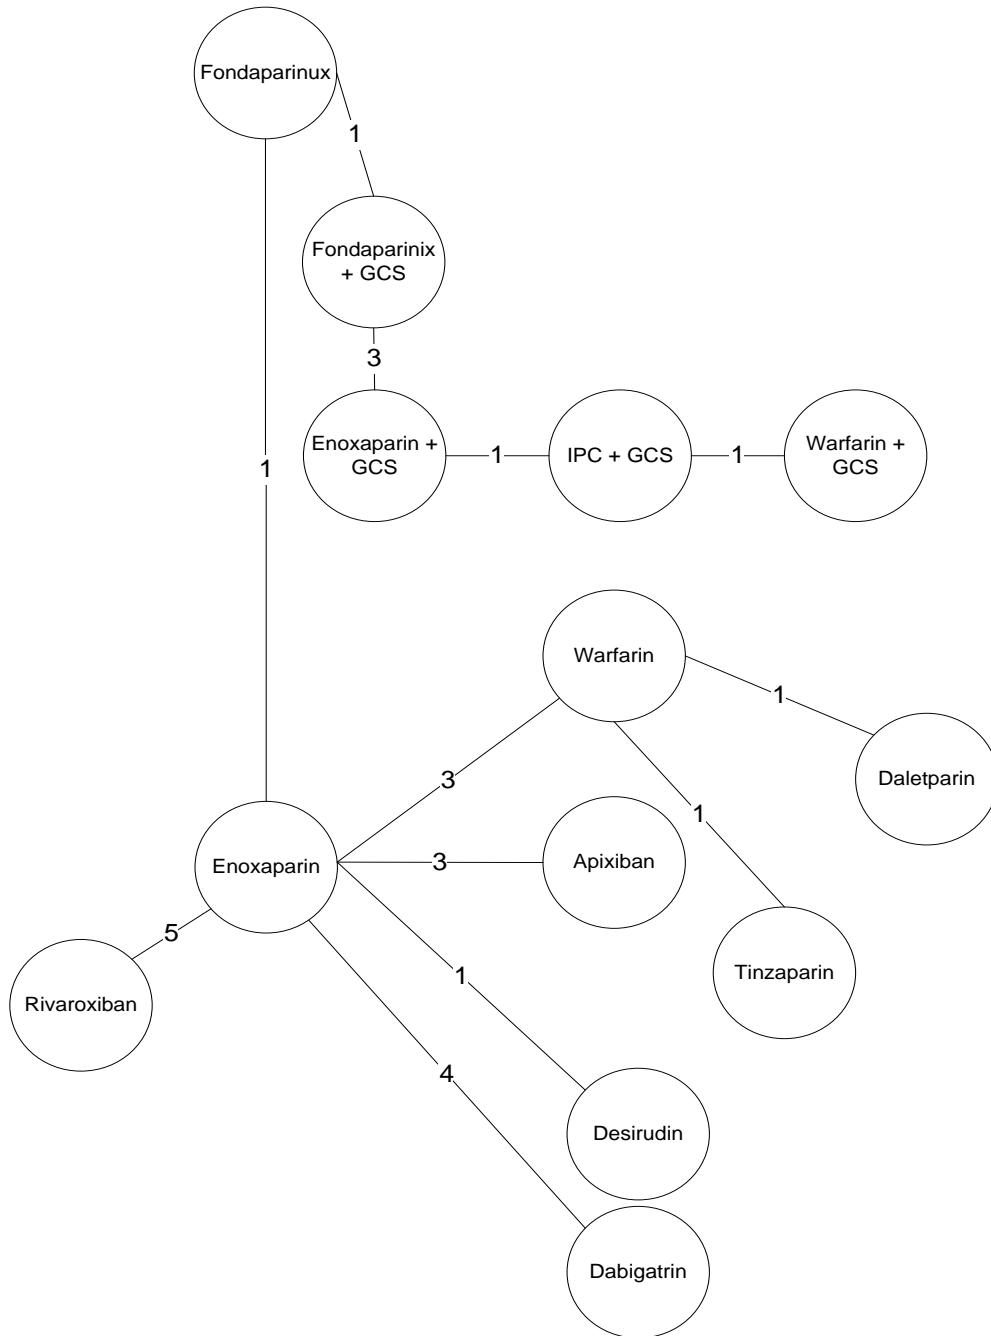 Fondaparinux
1
Fondaparinix
+ GCS
3
Enoxaparin +
GCS
1
IPC + GCS
1
Warfarin +
GCS
1
Warfarin
1
Daletparin
3
1
Enoxaparin
3
Apixiban
5
Tinzaparin
1
Rivaroxiban
4
Desirudin
Dabigatrin